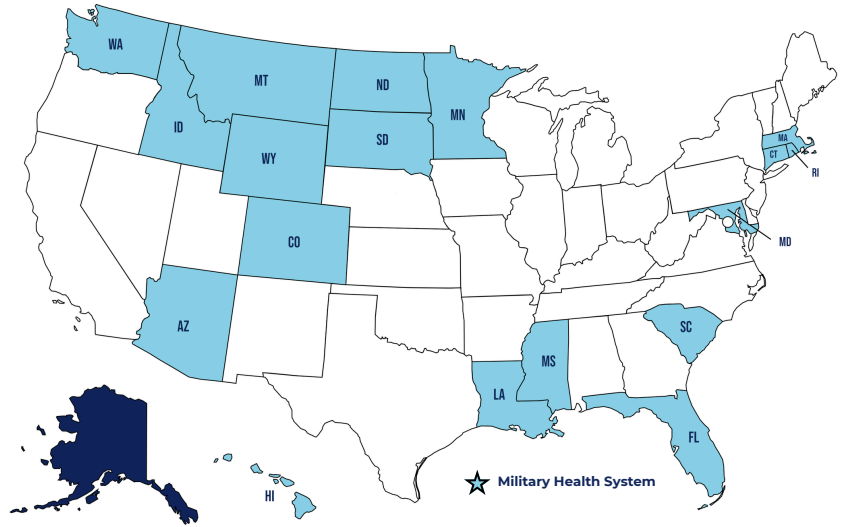 WA
MT
ND
MN
ID
SD
WY
MA
CT
RI
CO
MD
AZ
SC
MS
LA
FL
HI
Military Health System